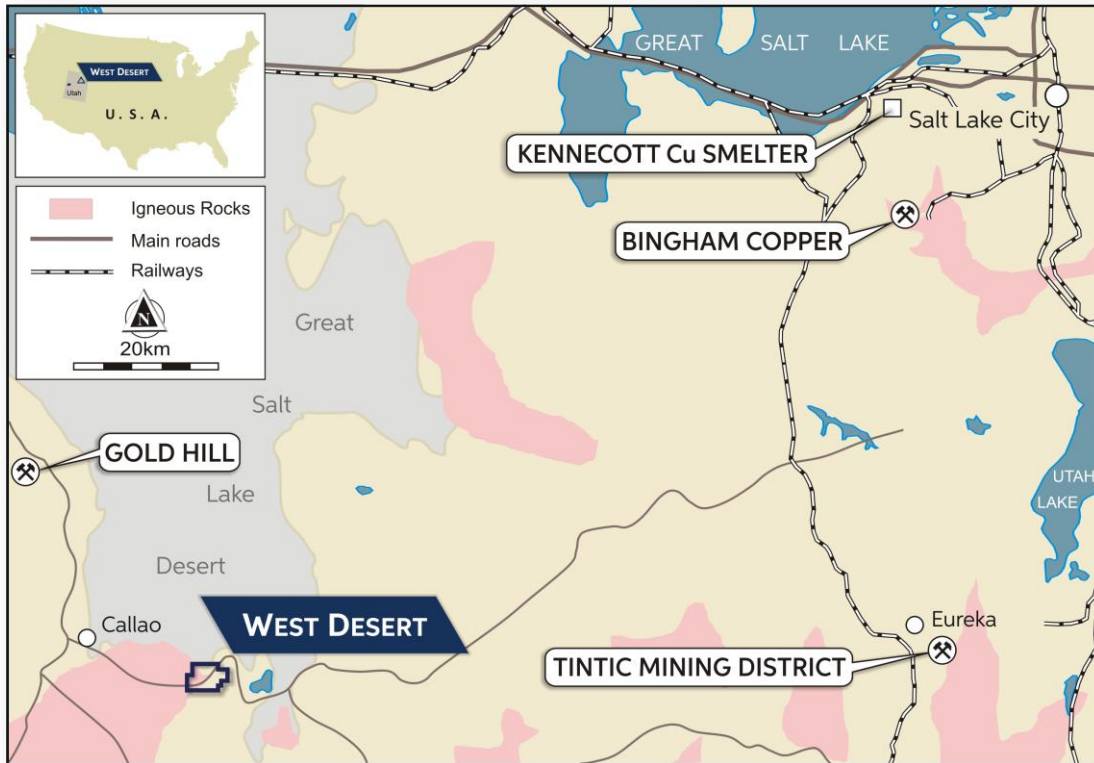 WEST DESERT
Utah
U. S. A.
Igneous Rocks
Main roads
Railways
N
20km
GREAT SALT LAKE
Salt Lake City
KENNECOTT Cu SMELTER
BINGHAM COPPER
Great
Salt
Lake
Desert
GOLD HILL
UTAH
LAKE
Callao
WEST DESERT
Eureka
TINTIC MINING DISTRICT